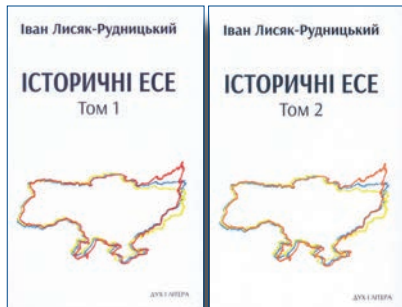 Іван Лисяк-Рудницький
ІСТОРИЧНІ ЕСЕ
Том 1
ДУХ І ЛІТЕРА
Іван Лисяк-Рудницький
ІСТОРИЧНІ ЕСЕ
Том 2
ДУХ І ЛІТЕРА